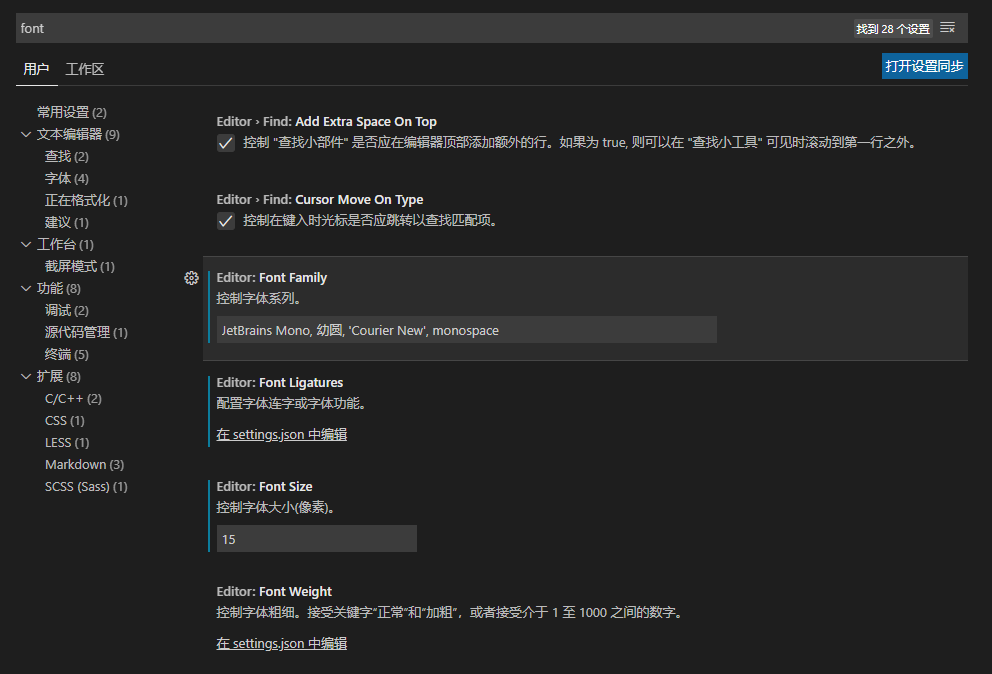 font
找到 28 个设置
用户
工作区
打开设置同步
常用设置 (2)
文本编辑器 (9)
查找 (2)
字体 (4)
正在格式化 (1)
建议 (1)
工作台 (1)
截屏模式 (1)
功能 (8)
调试 (2)
源代码管理 (1)
终端 (5)
扩展 (8)
C/C++ (2)
CSS (1)
LESS (1)
Markdown (3)
SCSS (Sass) (1)
Editor › Find: Add Extra Space On Top
控制 "查找小部件" 是否应在编辑器顶部添加额外的行。如果为 true, 则可以在 "查找小工具" 可见时滚动到第一行之外。
Editor › Find: Cursor Move On Type
控制在键入时光标是否应跳转以查找匹配项。
Editor: Font Family
控制字体系列。
JetBrains Mono, 幼圆, 'Courier New', monospace
Editor: Font Ligatures
配置字体连字或字体功能。
在 settings.json 中编辑
Editor: Font Size
控制字体大小(像素)。
15
Editor: Font Weight
控制字体粗细。接受关键字“正常”和“加粗”，或者接受介于 1 至 1000 之间的数字。
在 settings.json 中编辑